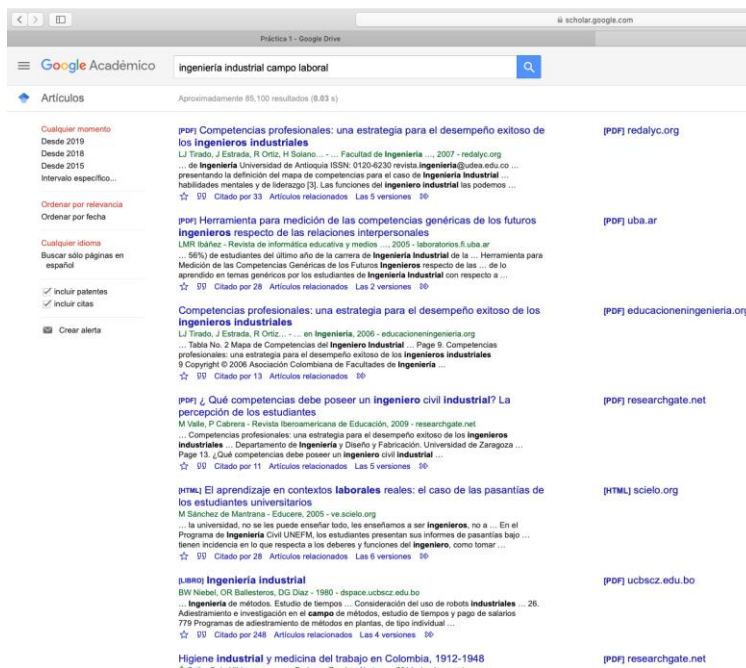 scholar.google.com
Práctica 1 – Google Drive
Google Académico
ingeniería industrial campo laboral
Artículos
Aproximadamente 85,100 resultados (0.03 s)
Cualquier momento
Desde 2019
Desde 2018
Desde 2015
Intervalo específico...
Ordenar por relevancia
Ordenar por fecha
Cualquier idioma
Buscar sólo páginas en
español
incluir patentes
incluir citas
Crear alerta
[PDF] Competencias profesionales: una estrategia para el desempeño exitoso de
los ingenieros industriales
LJ Tirado, J Estrada, R Ortiz, H Solano... - ... Facultad de Ingeniería ..., 2007 - redalyc.org
... de Ingeniería Universidad de Antioquia ISSN: 0120-6230 revista.ingenieria@udea.edu.co ...
presentando la definición del mapa de competencias para el caso de Ingeniería Industrial ...
habilidades mentales y de liderazgo [3]. Las funciones del ingeniero industrial las podemos ...
Citado por 33 Artículos relacionados Las 5 versiones
[PDF] redalyc.org
[PDF] Herramienta para medición de las competencias genéricas de los futuros
ingenieros respecto de las relaciones interpersonales
LMR Ibáñez - Revista de informática educativa y medios ..., 2005 - laboratorios.fi.uba.ar
... 56%) de estudiantes del último año de la carrera de Ingeniería Industrial de la ... Herramienta para
Medición de las Competencias Genéricas de los Futuros Ingenieros respecto de las ... de lo
aprendido en temas genéricos por los estudiantes de Ingeniería Industrial con respecto a ...
Citado por 28 Artículos relacionados Las 2 versiones
[PDF] uba.ar
Competencias profesionales: una estrategia para el desempeño exitoso de los
ingenieros industriales
LJ Tirado, J Estrada, R Ortiz... - ... en Ingeniería, 2006 - educacioneningenieria.org
... Tabla No. 2 Mapa de Competencias del Ingeniero Industrial ... Page 9. Competencias
profesionales: una estrategia para el desempeño exitoso de los ingenieros industriales
9 Copyright © 2006 Asociación Colombiana de Facultades de Ingeniería ...
Citado por 13 Artículos relacionados
[PDF] educacioneningenieria.org
[PDF] ¿ Qué competencias debe poseer un ingeniero civil industrial? La
percepción de los estudiantes
M Valle, P Cabrera - Revista Iberoamericana de Educación, 2009 - researchgate.net
... Competencias profesionales: una estrategia para el desempeño exitoso de los ingenieros
industriales ... Departamento de Ingeniería y Diseño y Fabricación. Universidad de Zaragoza ...
Page 13. ¿Qué competencias debe poseer un ingeniero civil industrial ...
Citado por 11 Artículos relacionados Las 5 versiones
[PDF] researchgate.net
[HTML] El aprendizaje en contextos laborales reales: el caso de las pasantías de
los estudiantes universitarios
M Sánchez de Mantrana - Educere, 2005 - ve.scielo.org
... la universidad, no se les puede enseñar todo, les enseñamos a ser ingenieros, no a ... En el
Programa de Ingeniería Civil UNEFM, los estudiantes presentan sus informes de pasantías bajo ...
tienen incidencia en lo que respecta a los deberes y funciones del ingeniero, como tomar ...
Citado por 28 Artículos relacionados Las 6 versiones
[HTML] scielo.org
[LIBRO] Ingeniería industrial
BW Niebel, OR Ballesteros, DG Diaz - 1980 - dspace.ucbscz.edu.bo
... Ingeniería de métodos. Estudio de tiempos ... Consideración del uso de robots industriales ... 26.
Adiestramiento e investigación en el campo de métodos, estudio de tiempos y pago de salarios
779 Programas de adiestramiento de métodos en plantas, de tipo individual ...
Citado por 248 Artículos relacionados Las 4 versiones
[PDF] ucbscz.edu.bo
Higiene industrial y medicina del trabajo en Colombia, 1912-1948
[PDF] researchgate.net